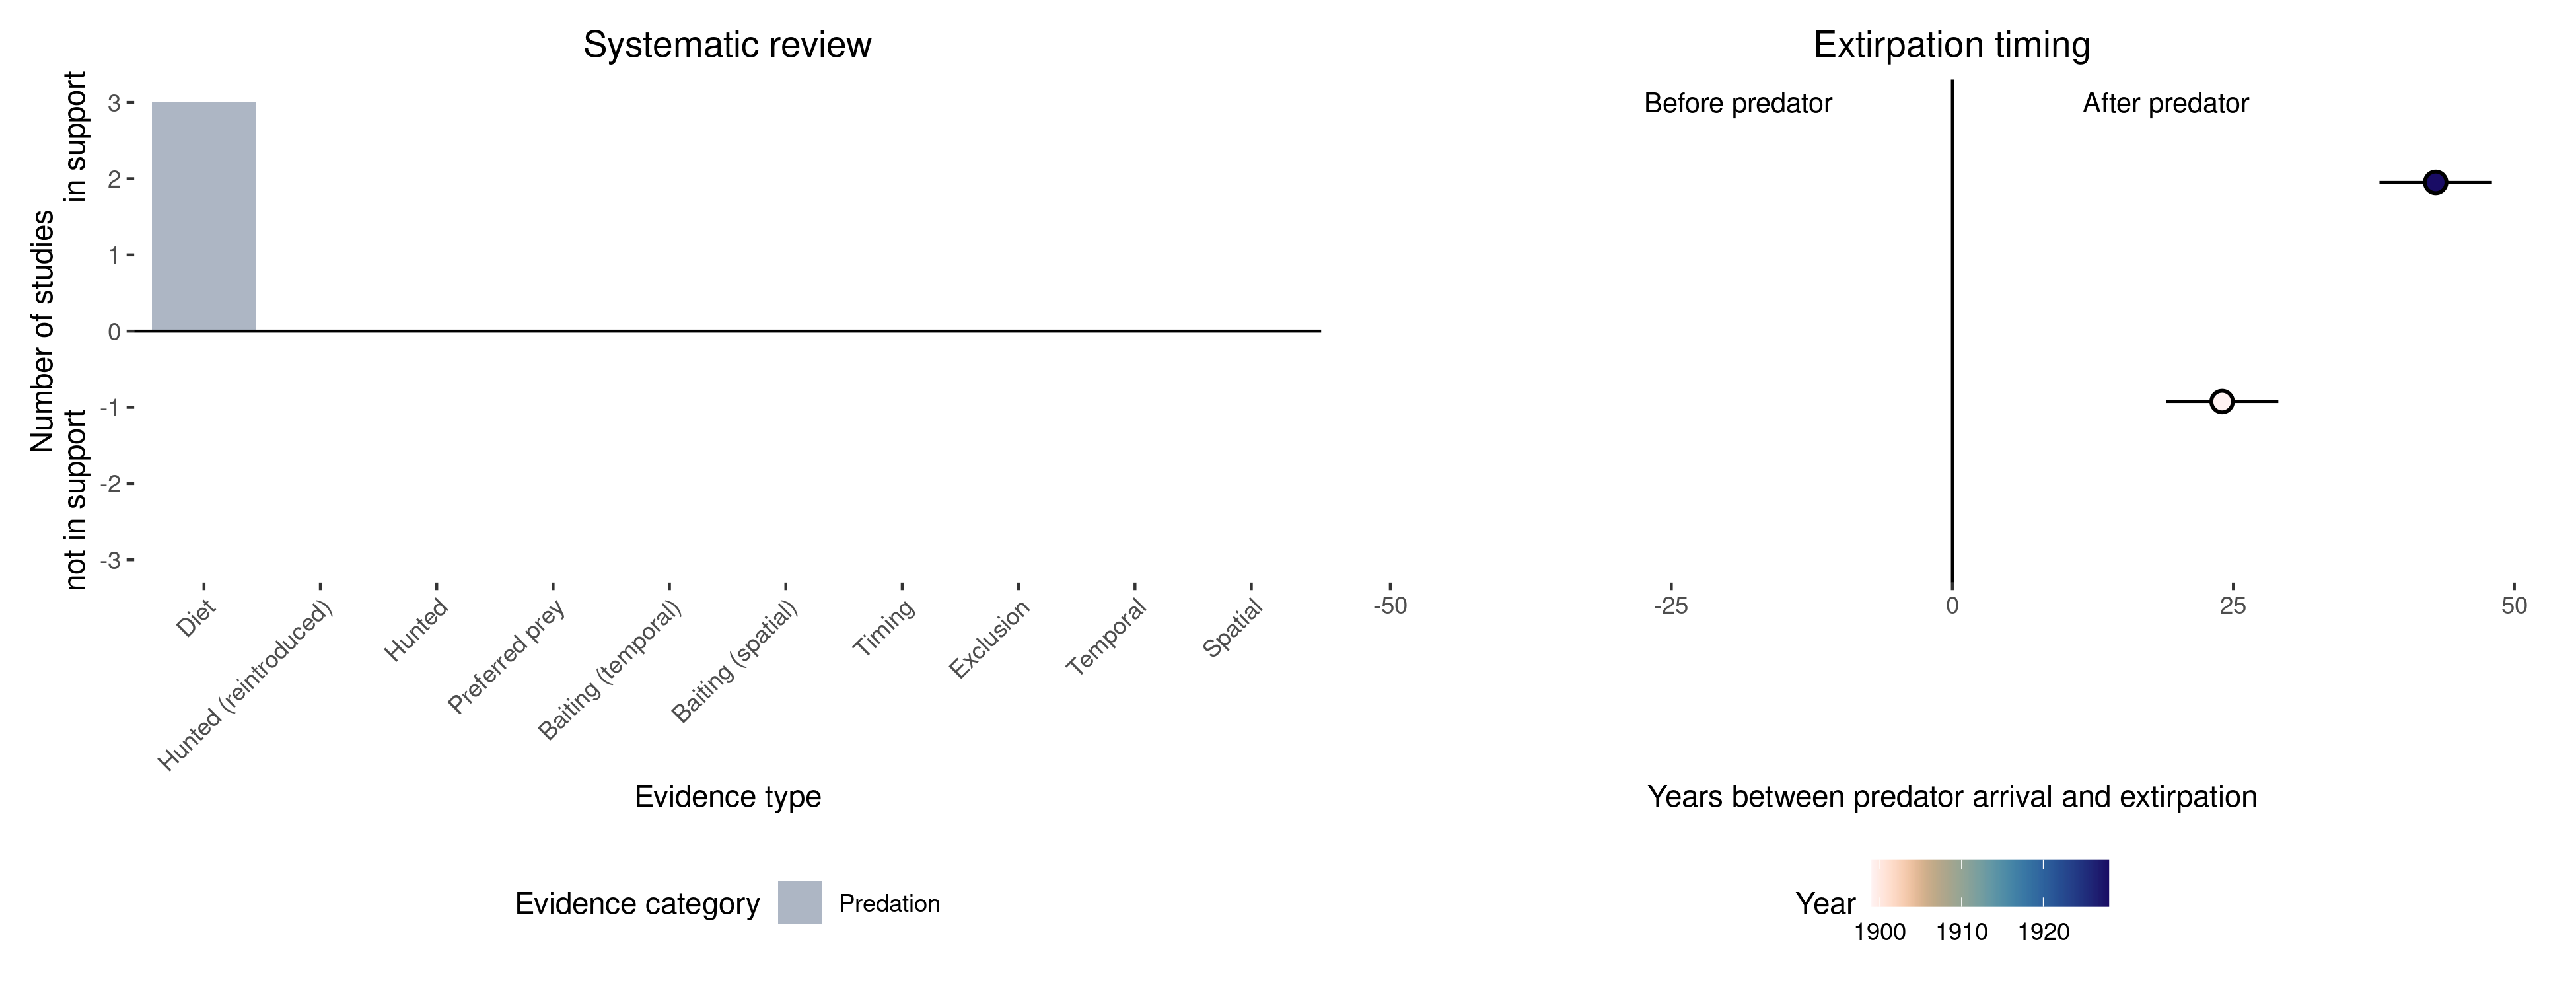 Systematic review
Number of studies
not in support
in support
3
2
1
0
-1
-2
-3
Diet
Hunted (reintroduced)
Hunted
Preferred prey
Baiting (temporal)
Baiting (spatial)
Timing
Exclusion
Temporal
Spatial
Evidence type
Evidence category
Predation
Extirpation timing
Before predator
After predator
-50
-25
0
25
50
Years between predator arrival and extirpation
Year
1900
1910
1920